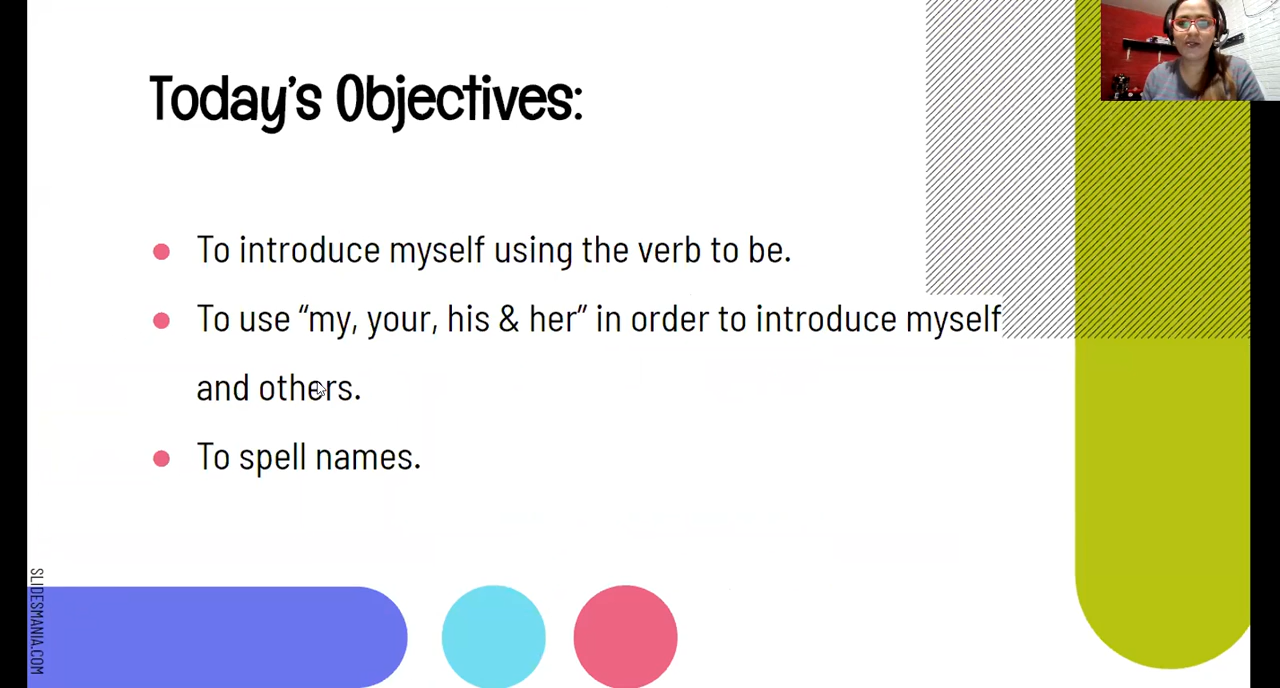 Today's Objectives:
● To introduce myself using the verb to be.
● To use “my, your, his & her” in order to introduce myself
and others.
● To spell names.
SLIDESMANIA.COM